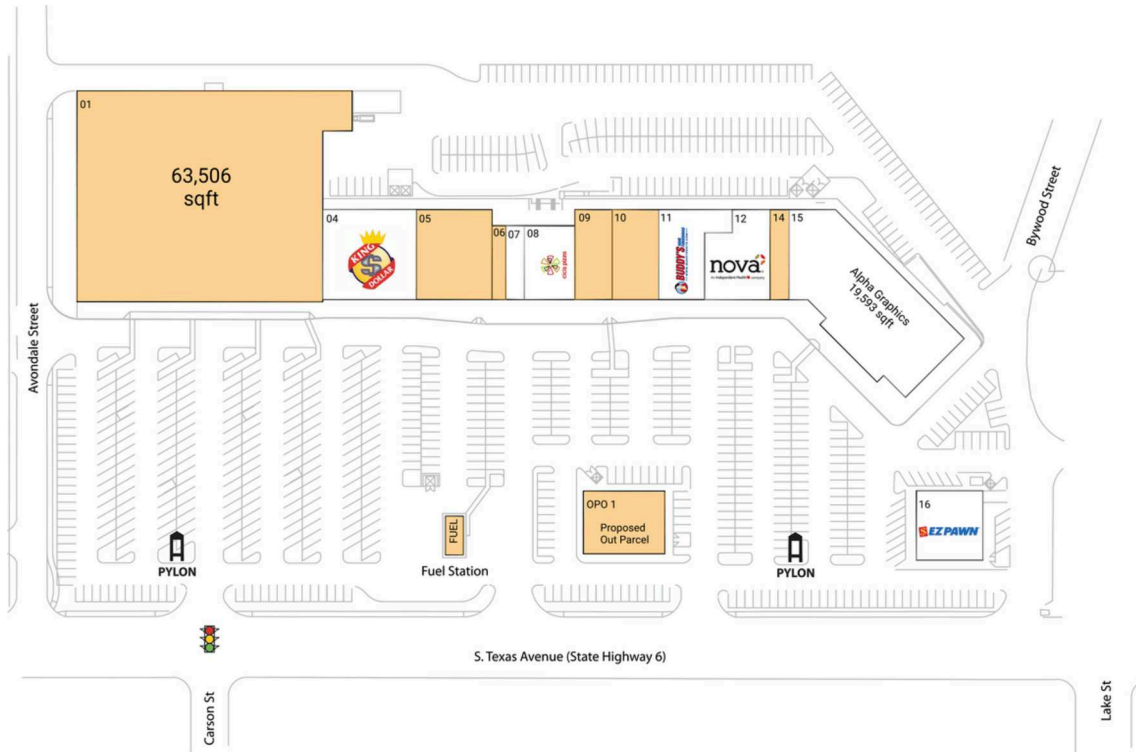 01
63,506
sqft
04
KING
$
DOLLAR
05
06
07
08
cicis pizza
09
10
11
BUDDY'S
12
nova
14
15
Alpha Graphics
19,593 sqft
Bywood Street
Avondale Street
PYLON
FUEL
Fuel Station
OPO 1
Proposed
Out Parcel
PYLON
16
EZPAWN
S. Texas Avenue (State Highway 6)
Carson St
Lake St